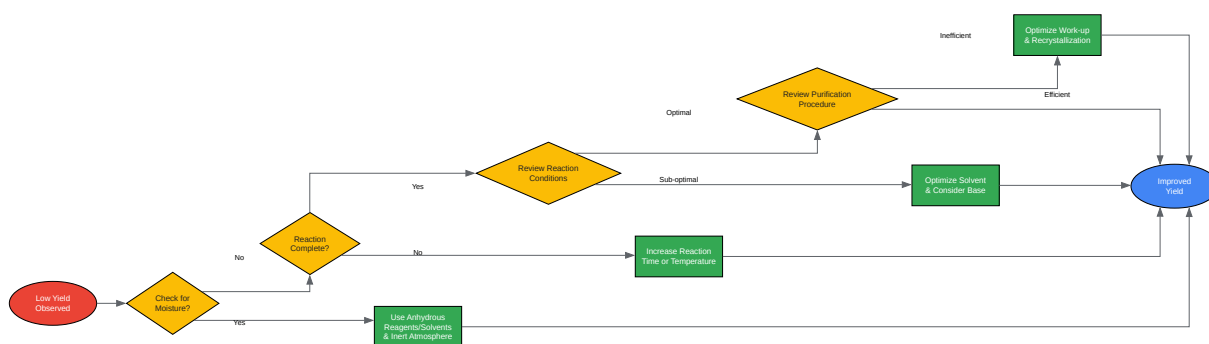 Low Yield
Observed
Check for
Moisture?
Yes
Use Anhydrous
Reagents/Solvents
& Inert Atmosphere
No
Reaction
Complete?
No
Increase Reaction
Time or Temperature
Yes
Review Reaction
Conditions
Sub-optimal
Optimize Solvent
& Consider Base
Optimal
Review Purification
Procedure
Inefficient
Optimize Work-up
& Recrystallization
Efficient
Improved
Yield